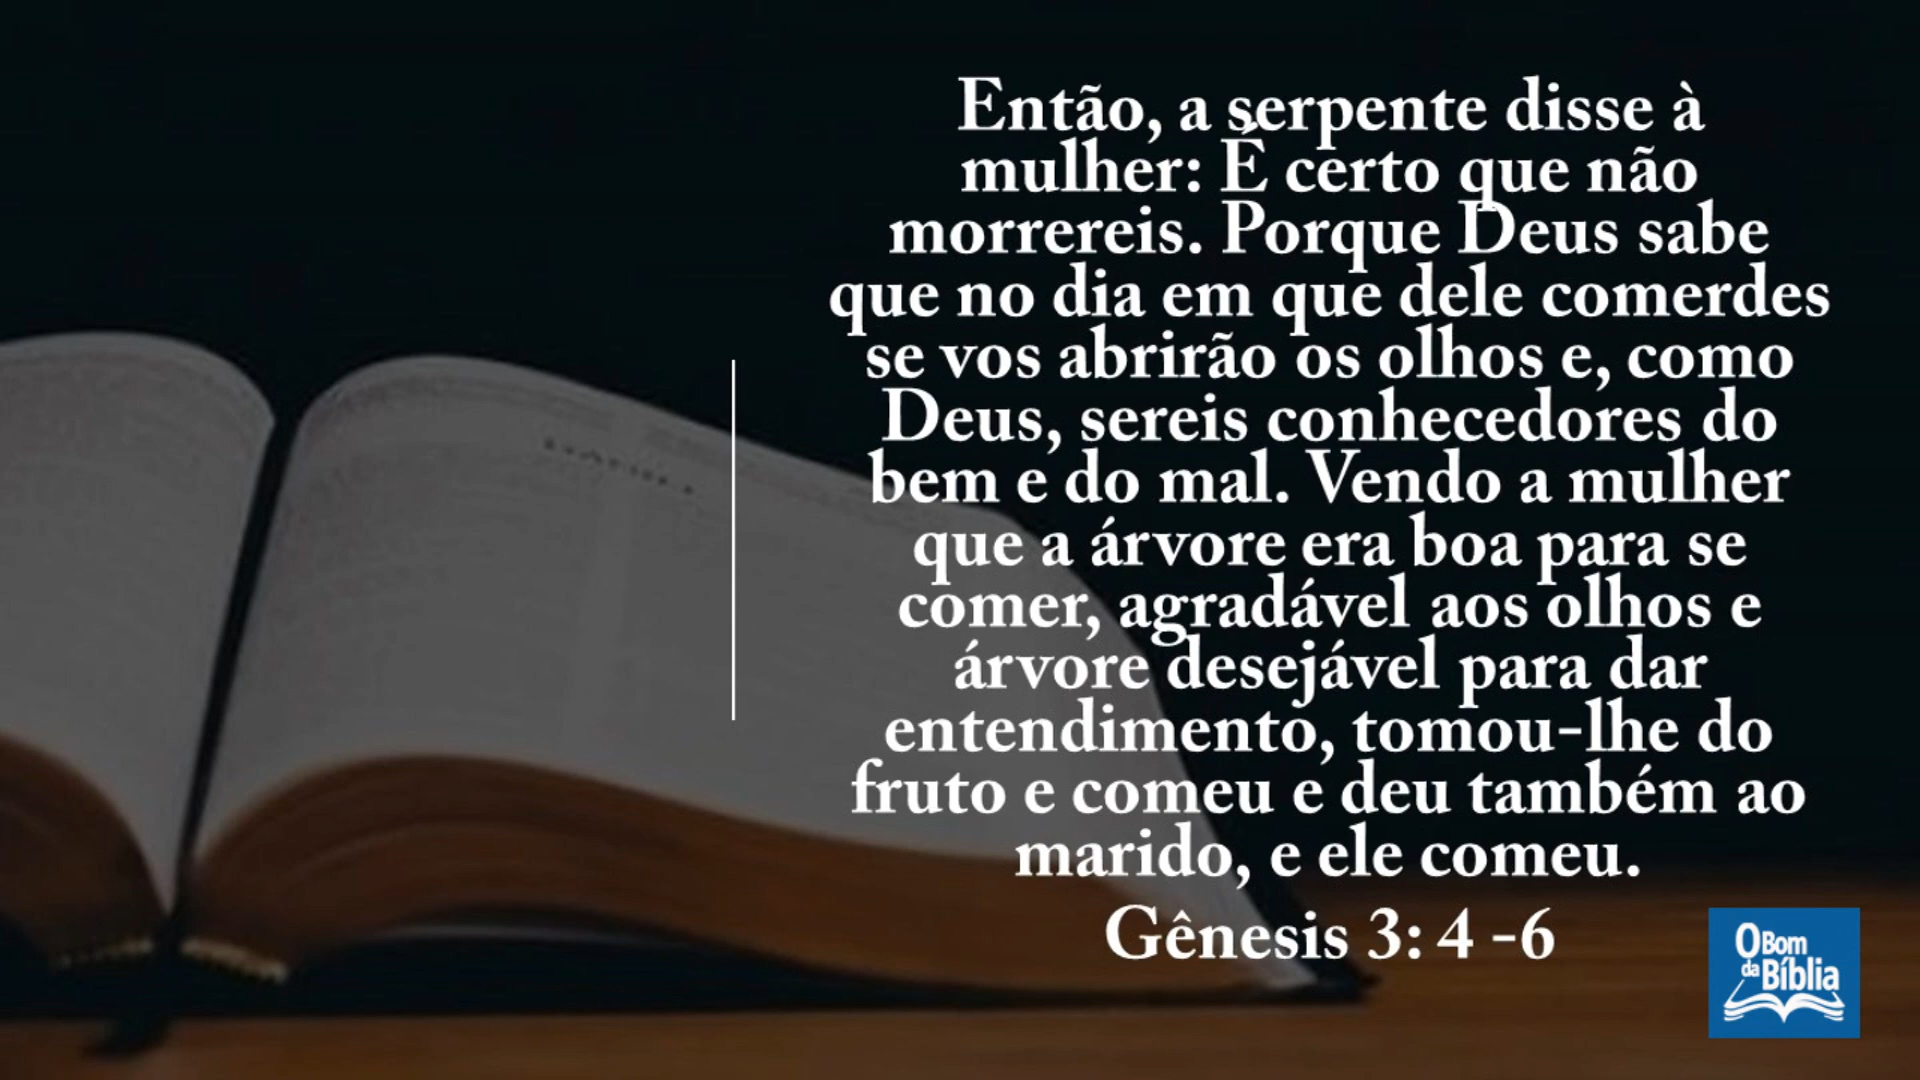 Então, a serpente disse à
mulher: É certo que não
morrereis. Porque Deus sabe
que no dia em que dele comerdes
se vos abrirão os olhos e, como
Deus, sereis conhecedores do
bem e do mal. Vendo a mulher
que a árvore era boa para se
comer, agradável aos olhos e
árvore desejável para dar
entendimento, tomou-lhe do
fruto e comeu e deu também ao
marido, e ele comeu.
Gênesis 3: 4 -6
O Bom
da Bíblia